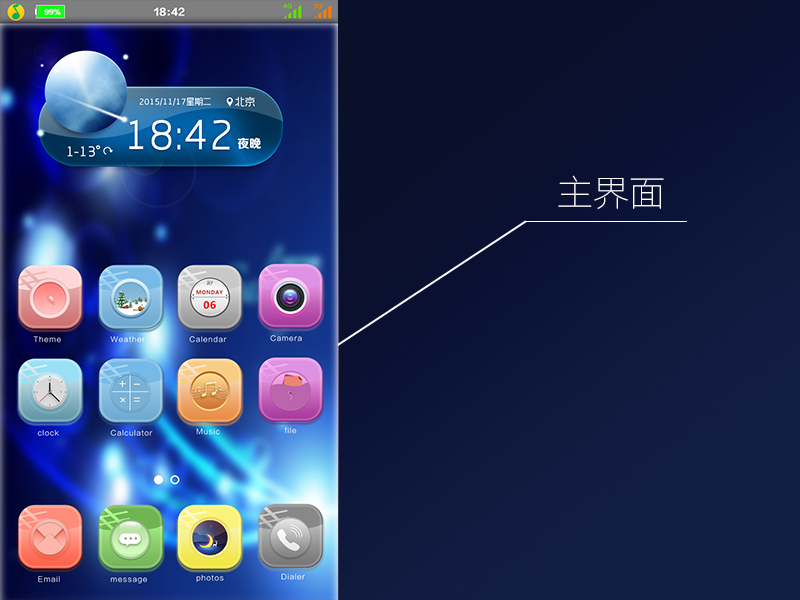 99%
18:42
4G
3G
2015/11/17星期二
北京
18:42
夜晚
1-13°
主界面
MONDAY
06
Theme
Weather
Calendar
Camera
clock
Calculator
Music
file
Email
message
photos
Dialer